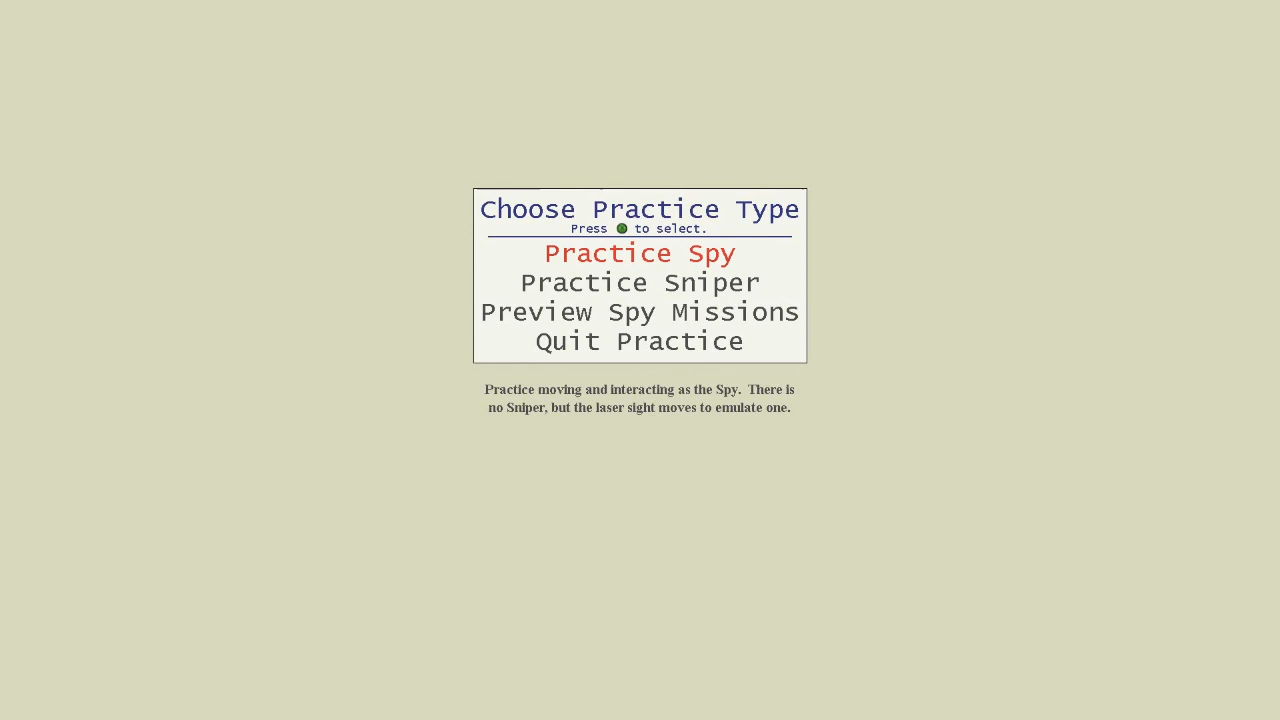 Choose Practice Type
Press A to select.
Practice Spy
Practice Sniper
Preview Spy Missions
Quit Practice
Practice moving and interacting as the Spy.  There is
no Sniper, but the laser sight moves to emulate one.